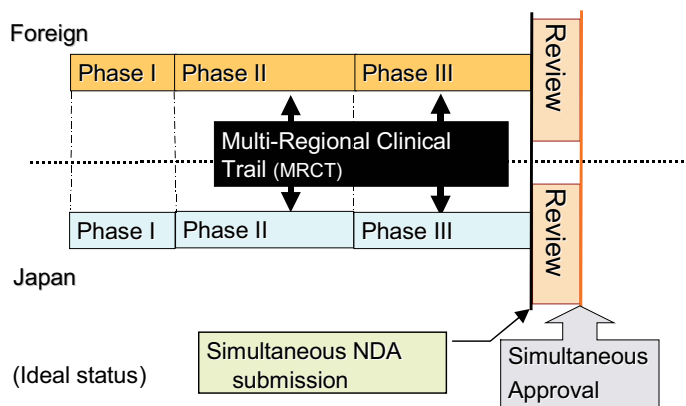 Foreign
Phase I
Phase II
Phase III
Review
Multi-Regional Clinical
Trail (MRCT)
Phase I
Phase II
Phase III
Review
Japan
Simultaneous NDA
submission
Simultaneous
Approval
(Ideal status)